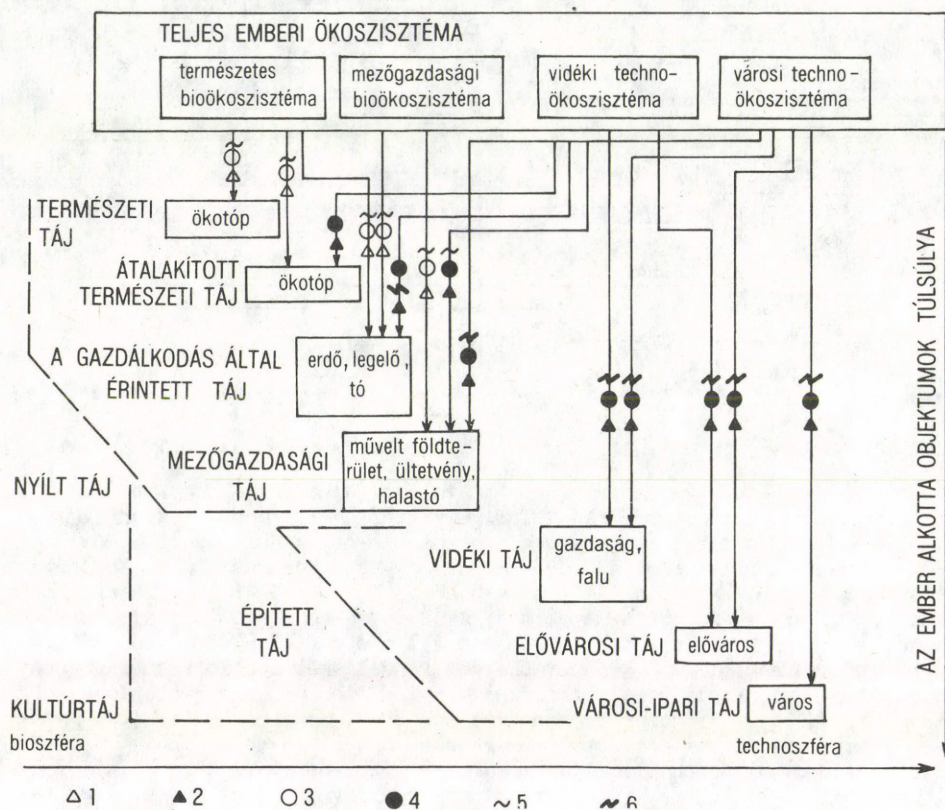 TELJES EMBERI ÖKOSZISZTÉMA
természetes
bioökoszisztéma
mezőgazdasági
bioökoszisztéma
vidéki techno-
ökoszisztéma
városi techno-
ökoszisztéma
TERMÉSZETI
TÁJ
ökotóp
ÁTALAKÍTOTT
TERMÉSZETI TÁJ
ökotóp
A GAZDÁLKODÁS ÁLTAL
ÉRINTETT TÁJ
erdő, legelő,
tó
MEZŐGAZDASÁGI
TÁJ
művelt földte-
rület, ültetvény,
halastó
NYÍLT TÁJ
VIDÉKI TÁJ
gazdaság,
falu
ÉPÍTETT
TÁJ
ELŐVÁROSI TÁJ
előváros
KULTÚRTÁJ
VÁROSI-IPARI TÁJ
város
bioszféra
technoszféra
AZ EMBER ALKOTTA OBJEKTUMOK TÚLSÚLYA
1 2 3 4 5 6